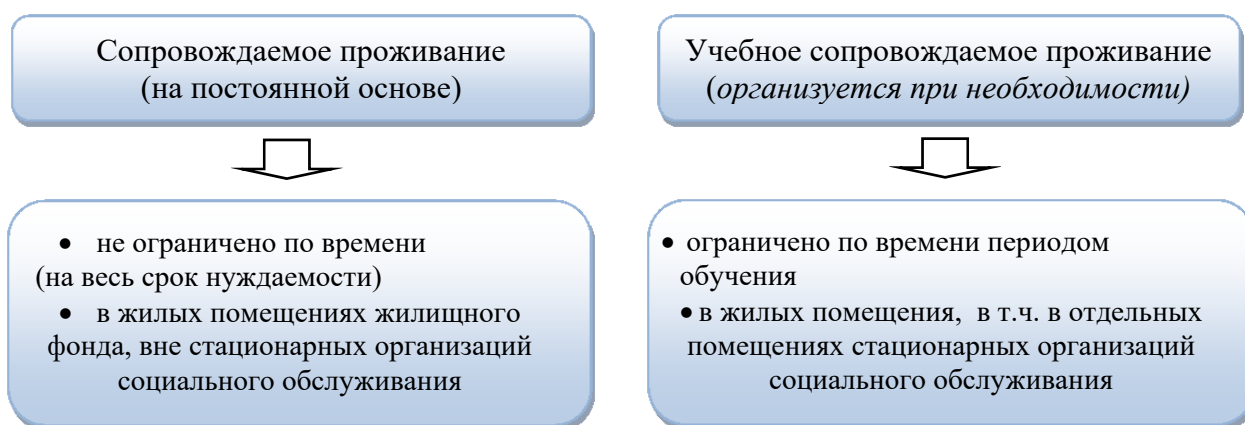 Сопровождаемое проживание
(на постоянной основе)
Учебное сопровождаемое проживание
(организуется при необходимости)
• не ограничено по времени
(на весь срок нуждаемости)
• в жилых помещениях жилищного
фонда, вне стационарных организаций
социального обслуживания
• ограничено по времени периодом
обучения
• в жилых помещения, в т.ч. в отдельных
помещениях стационарных организаций
социального обслуживания